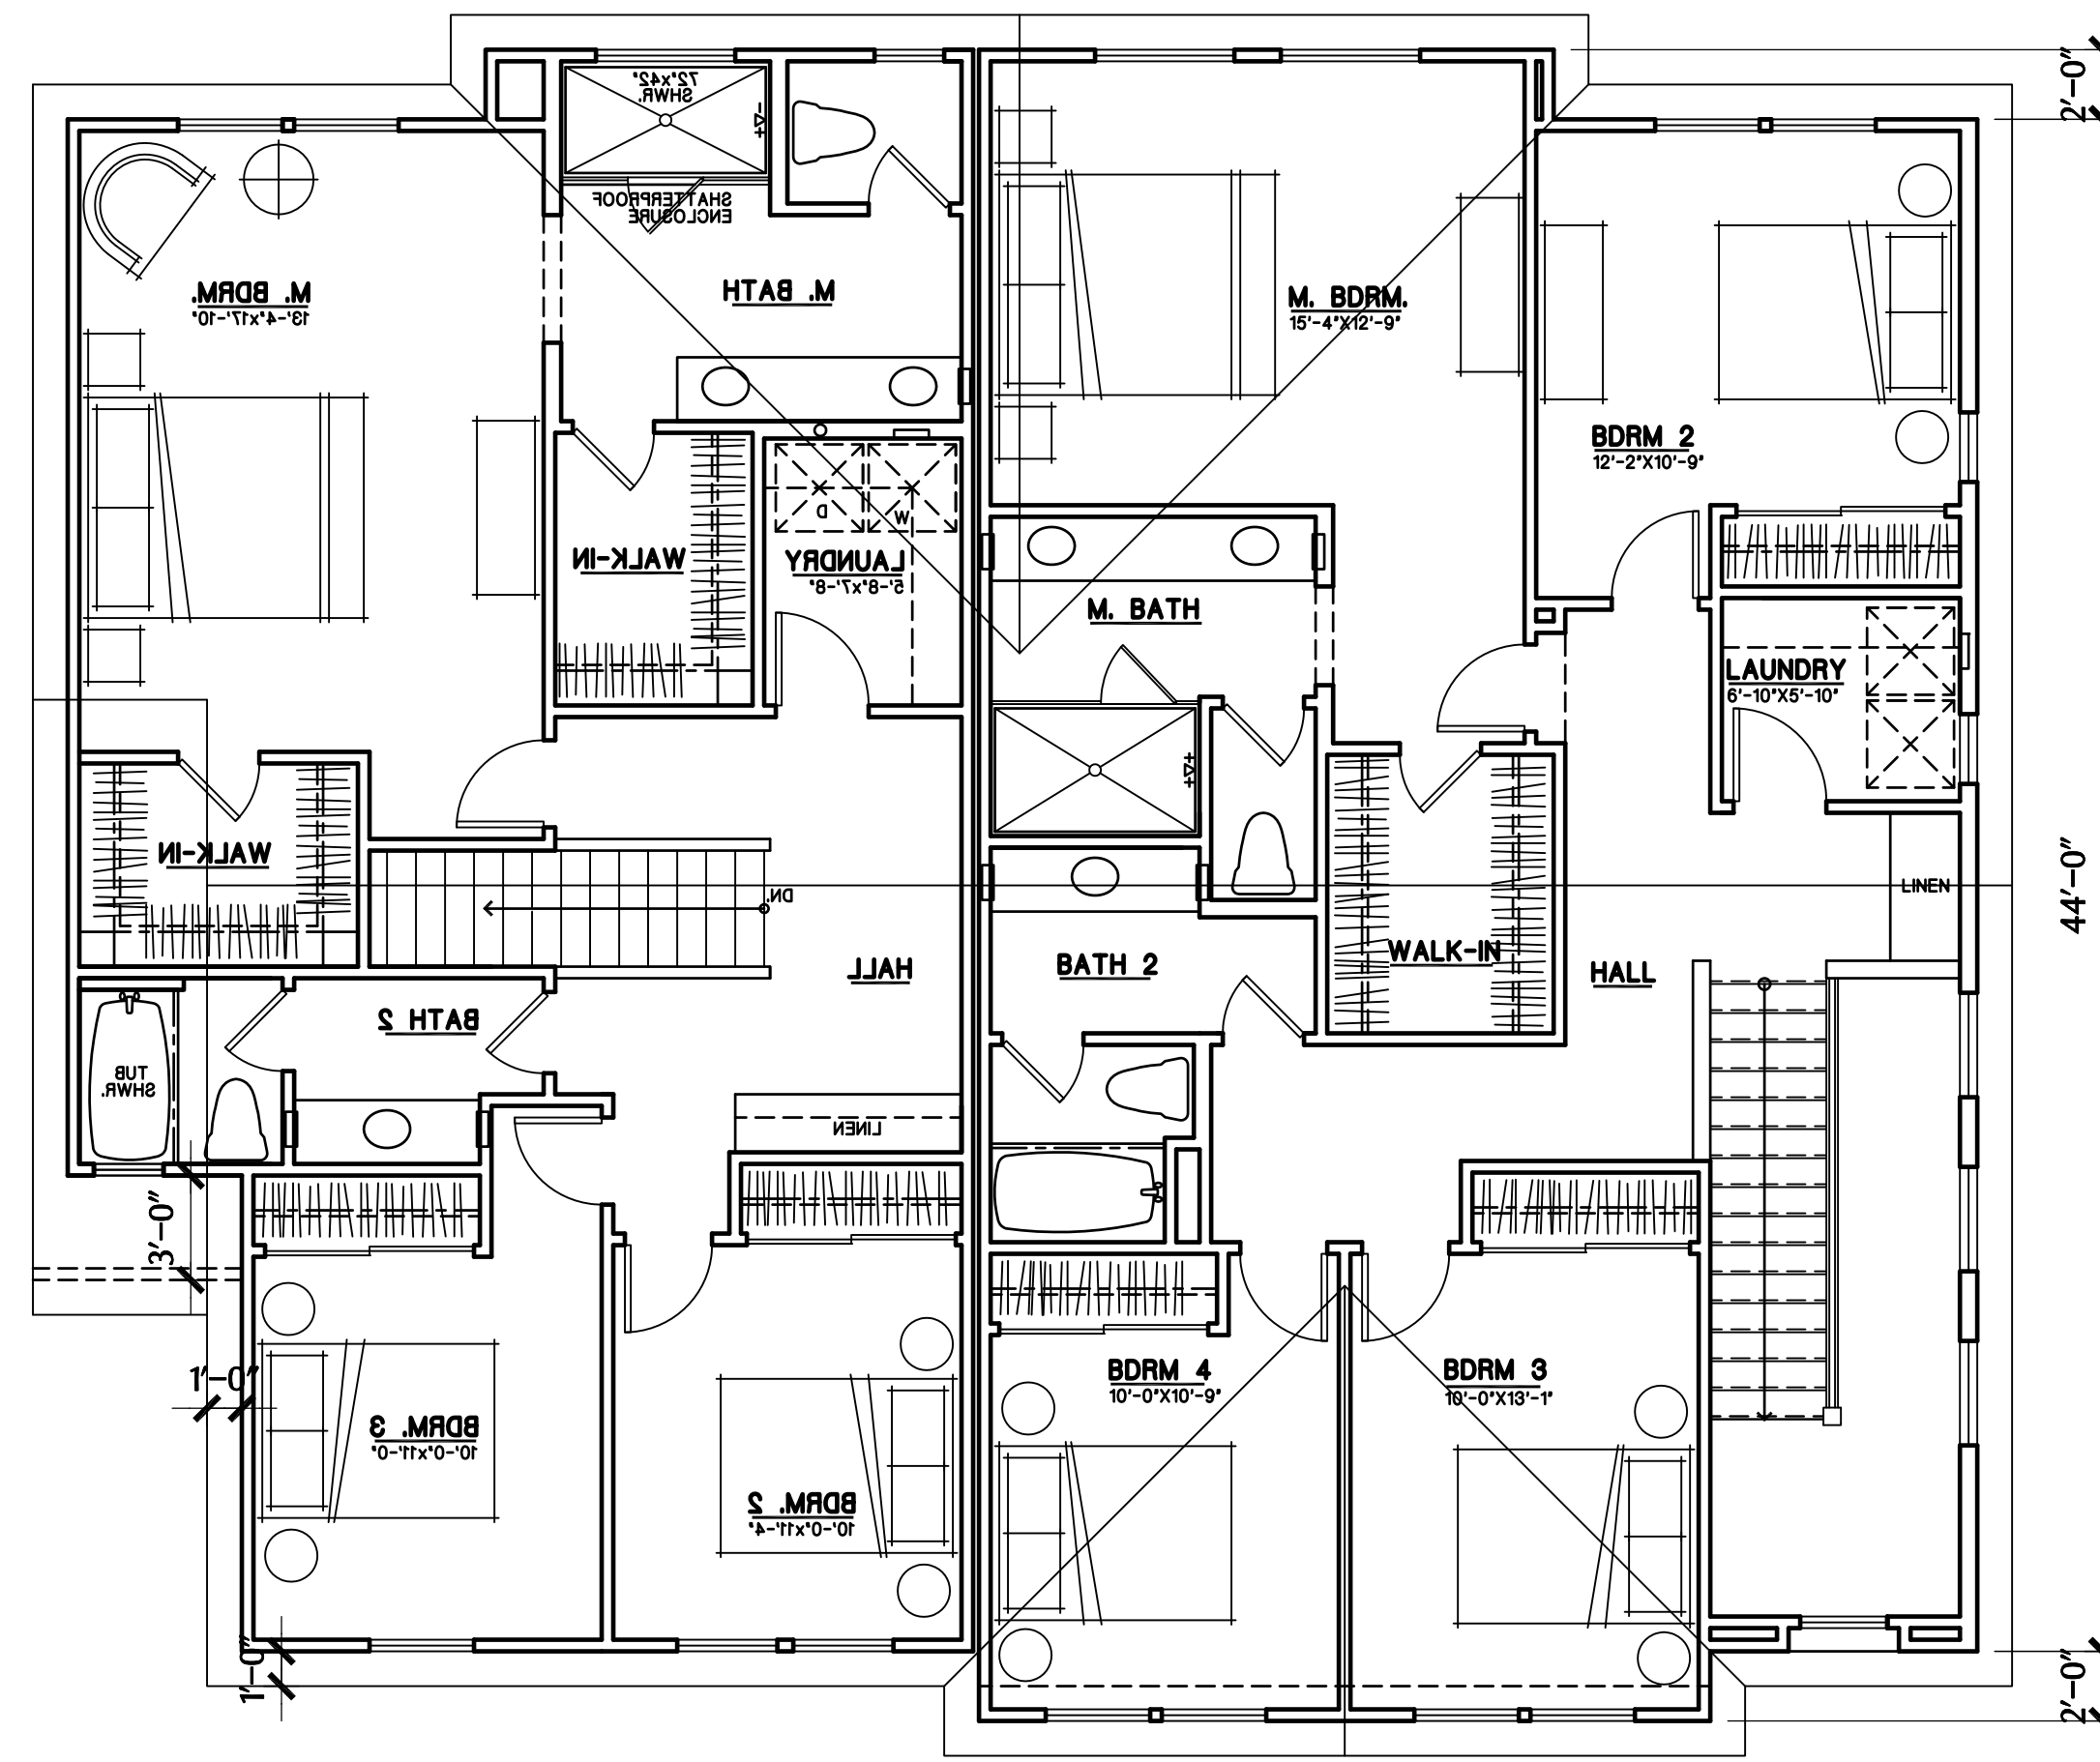 72"x42"
SHWR.
SHATTERPROOF
ENCLOSURE
2'-0"
M. BDRM.
13'-4"x17'-10"
M. BATH
M. BDRM.
15'-4"X12'-9"
BDRM 2
12'-2"X10'-9"
D
W
WALK-IN
LAUNDRY
5'-8"x7'-8"
M. BATH
LAUNDRY
6'-10"X5'-10"
WALK-IN
DN.
LINEN
44'-0"
HALL
BATH 2
WALK-IN
HALL
BATH 2
TUB
SHWR.
LINEN
3'-0"
1'-0"
BDRM 4
10'-0"X10'-9"
BDRM 3
10'-0"X13'-1"
BDRM. 3
10'-0"x11'-0"
BDRM. 2
10'-0"x11'-4"
1'-0"
2'-0"